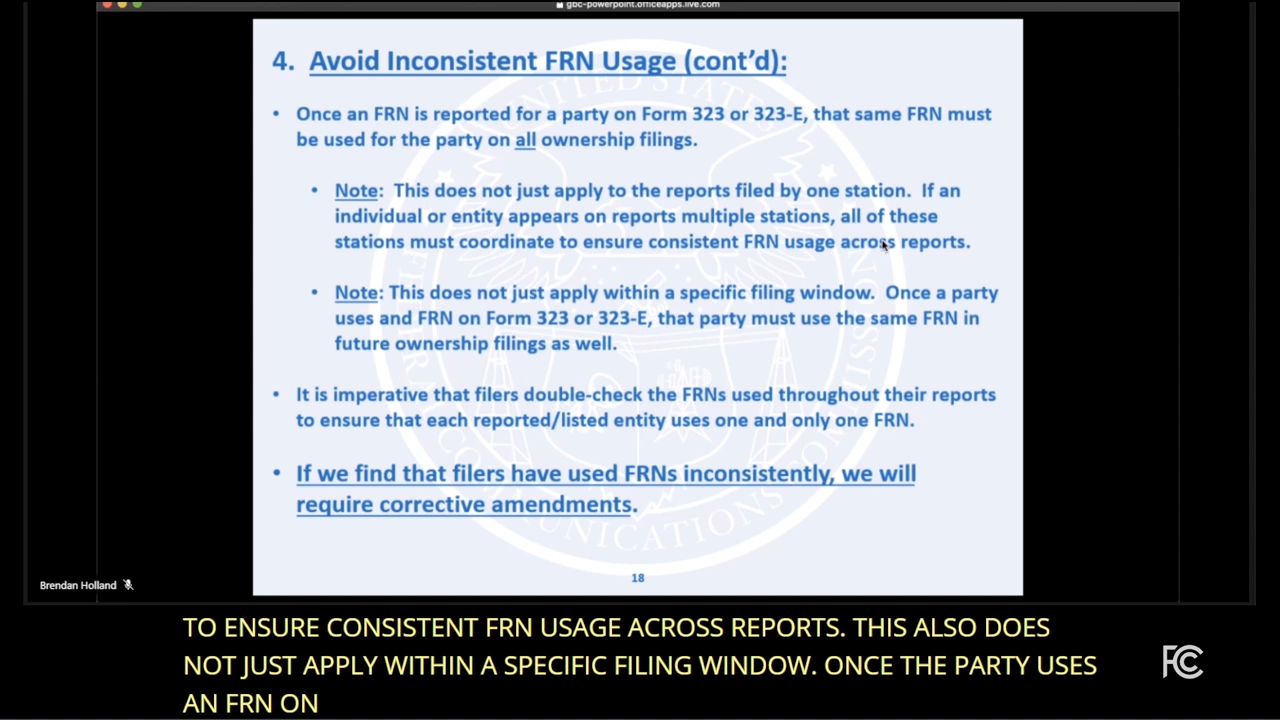 gbc-powerpoint.officeapps.live.com
4. Avoid Inconsistent FRN Usage (cont’d):
• Once an FRN is reported for a party on Form 323 or 323-E, that same FRN must
be used for the party on all ownership filings.
• Note: This does not just apply to the reports filed by one station. If an
individual or entity appears on reports multiple stations, all of these
stations must coordinate to ensure consistent FRN usage across reports.
• Note: This does not just apply within a specific filing window. Once a party
uses and FRN on Form 323 or 323-E, that party must use the same FRN in
future ownership filings as well.
• It is imperative that filers double-check the FRNs used throughout their reports
to ensure that each reported/listed entity uses one and only one FRN.
• If we find that filers have used FRNs inconsistently, we will
require corrective amendments.
18
UNITED STATES
COMMUNICATIONS COMMISSION
Brendan Holland
TO ENSURE CONSISTENT FRN USAGE ACROSS REPORTS. THIS ALSO DOES
NOT JUST APPLY WITHIN A SPECIFIC FILING WINDOW. ONCE THE PARTY USES
AN FRN ON
FCC